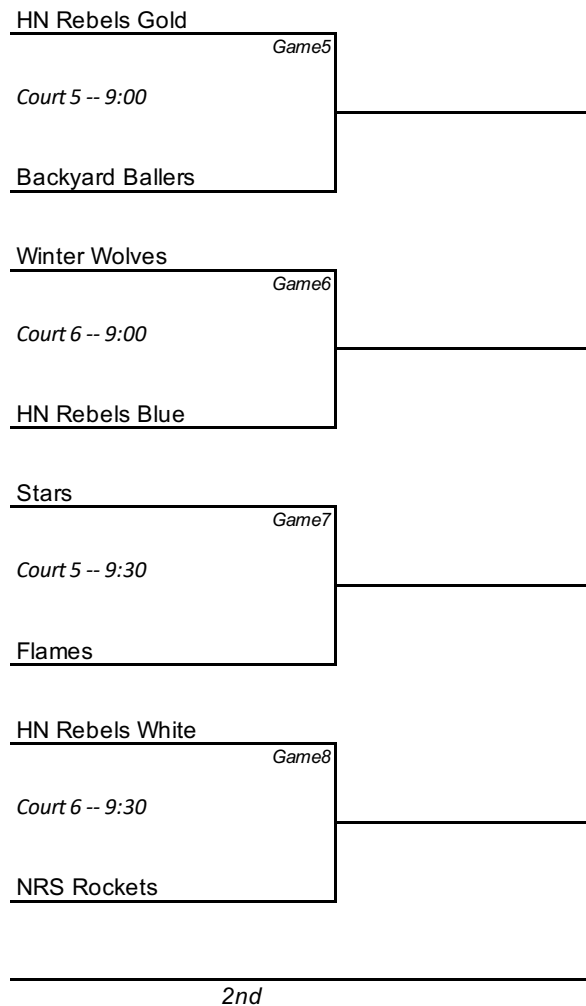 HN Rebels Gold
Game5
Court 5 -- 9:00
Backyard Ballers
Winter Wolves
Game6
Court 6 -- 9:00
HN Rebels Blue
Stars
Game7
Court 5 -- 9:30
Flames
HN Rebels White
Game8
Court 6 -- 9:30
NRS Rockets
2nd